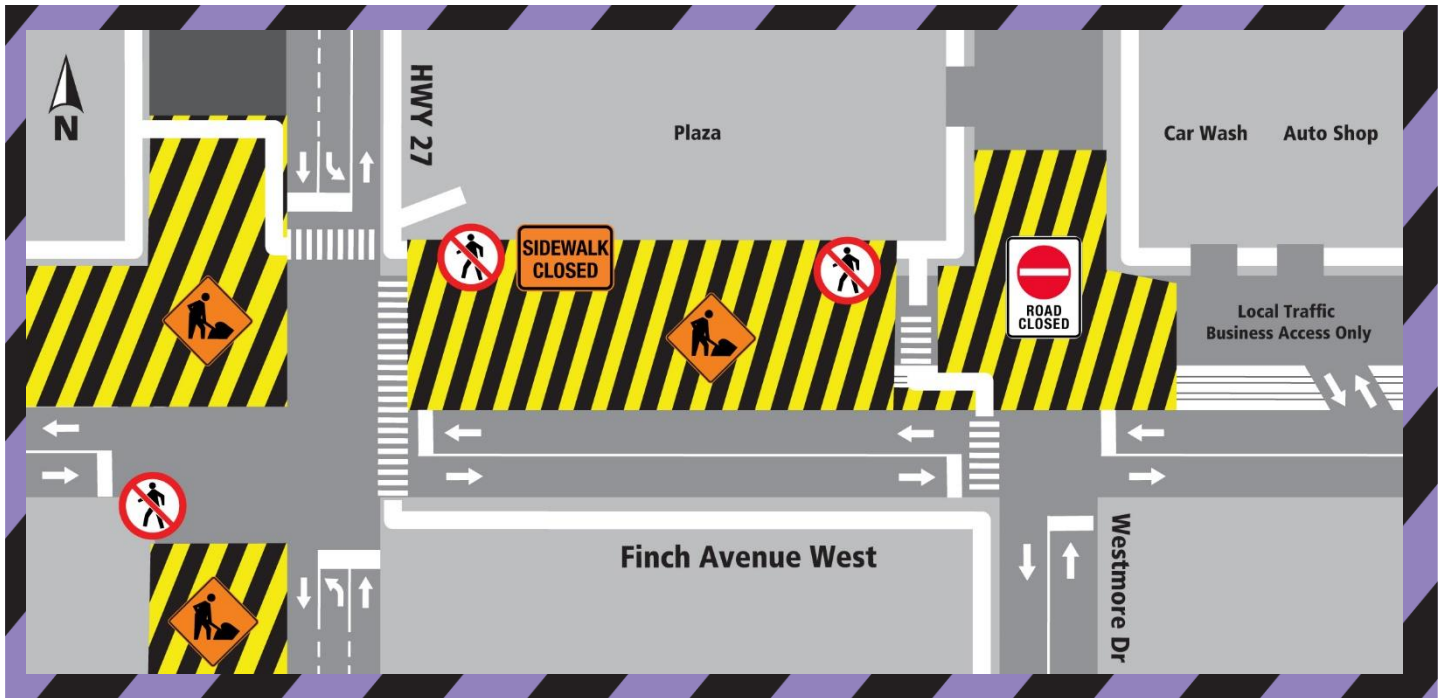 N
HWY 27
Plaza
Car Wash
Auto Shop
SIDEWALK
CLOSED
ROAD
CLOSED
Local Traffic
Business Access Only
Finch Avenue West
Westmore Dr